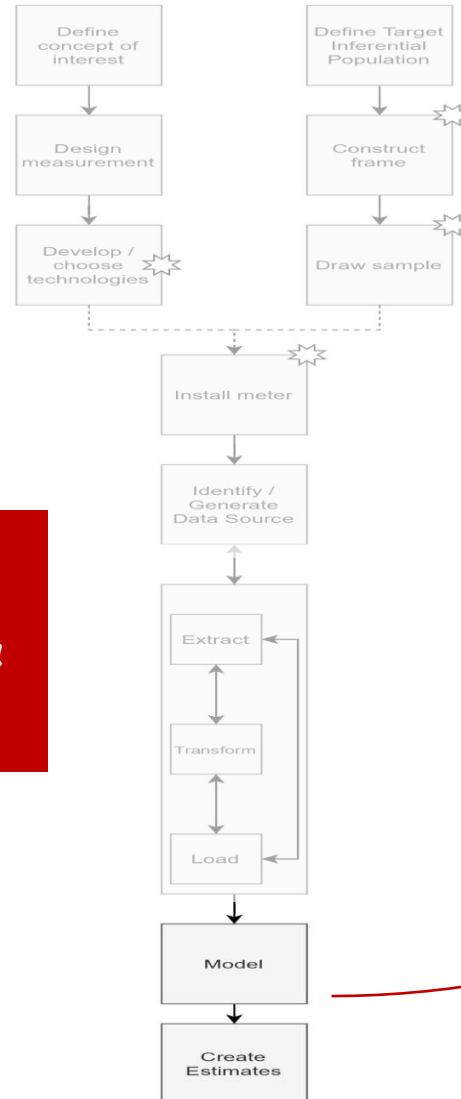 Define
concept of
interest
Define Target
Inferential
Population
Design
measurement
Construct
frame
Develop /
choose
technologies
Draw sample
Install meter
Identify /
Generate
Data Source
Extract
Transform
Load
Model
Create
Estimates